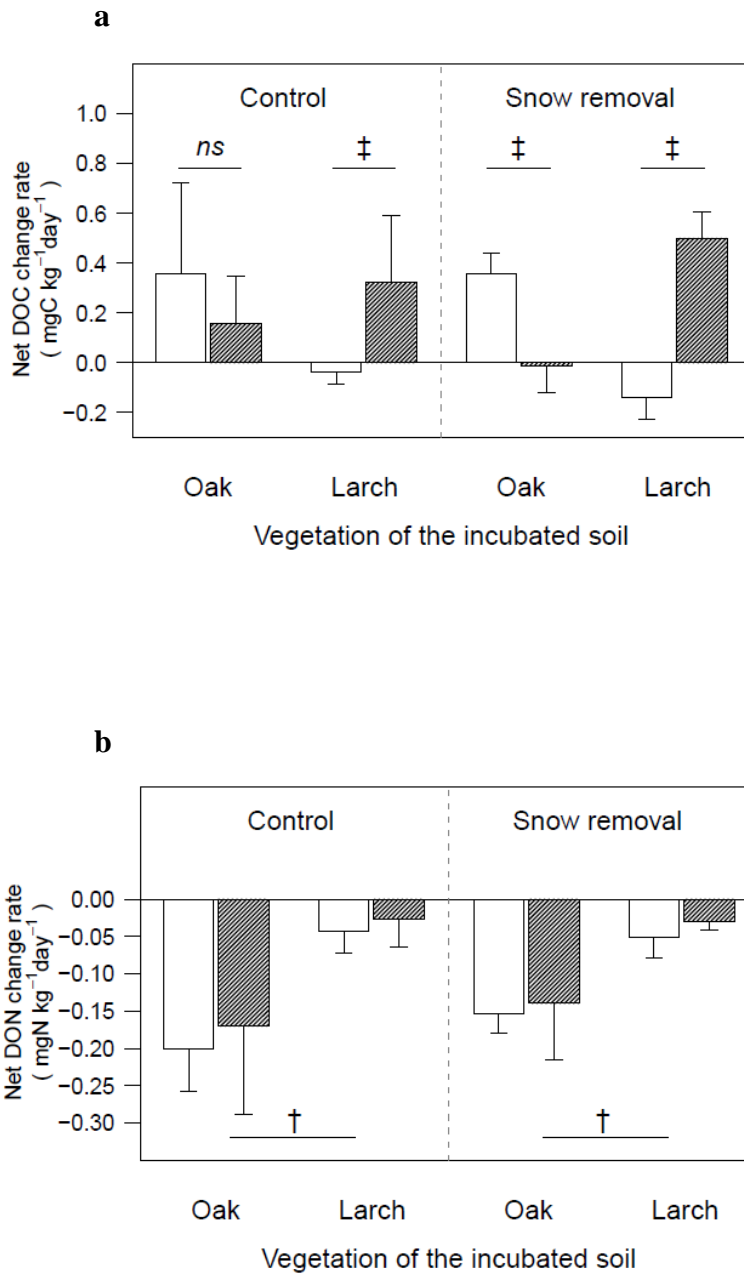 a
Control
Snow removal
ns
‡
‡
‡
Net DOC change rate
( mgC kg⁻¹day⁻¹ )
1.0
0.8
0.6
0.4
0.2
0.0
−0.2
Oak
Larch
Oak
Larch
Vegetation of the incubated soil
b
Control
Snow removal
Net DON change rate
( mgN kg⁻¹day⁻¹ )
0.00
−0.05
−0.10
−0.15
−0.20
−0.25
−0.30
†
†
Oak
Larch
Oak
Larch
Vegetation of the incubated soil